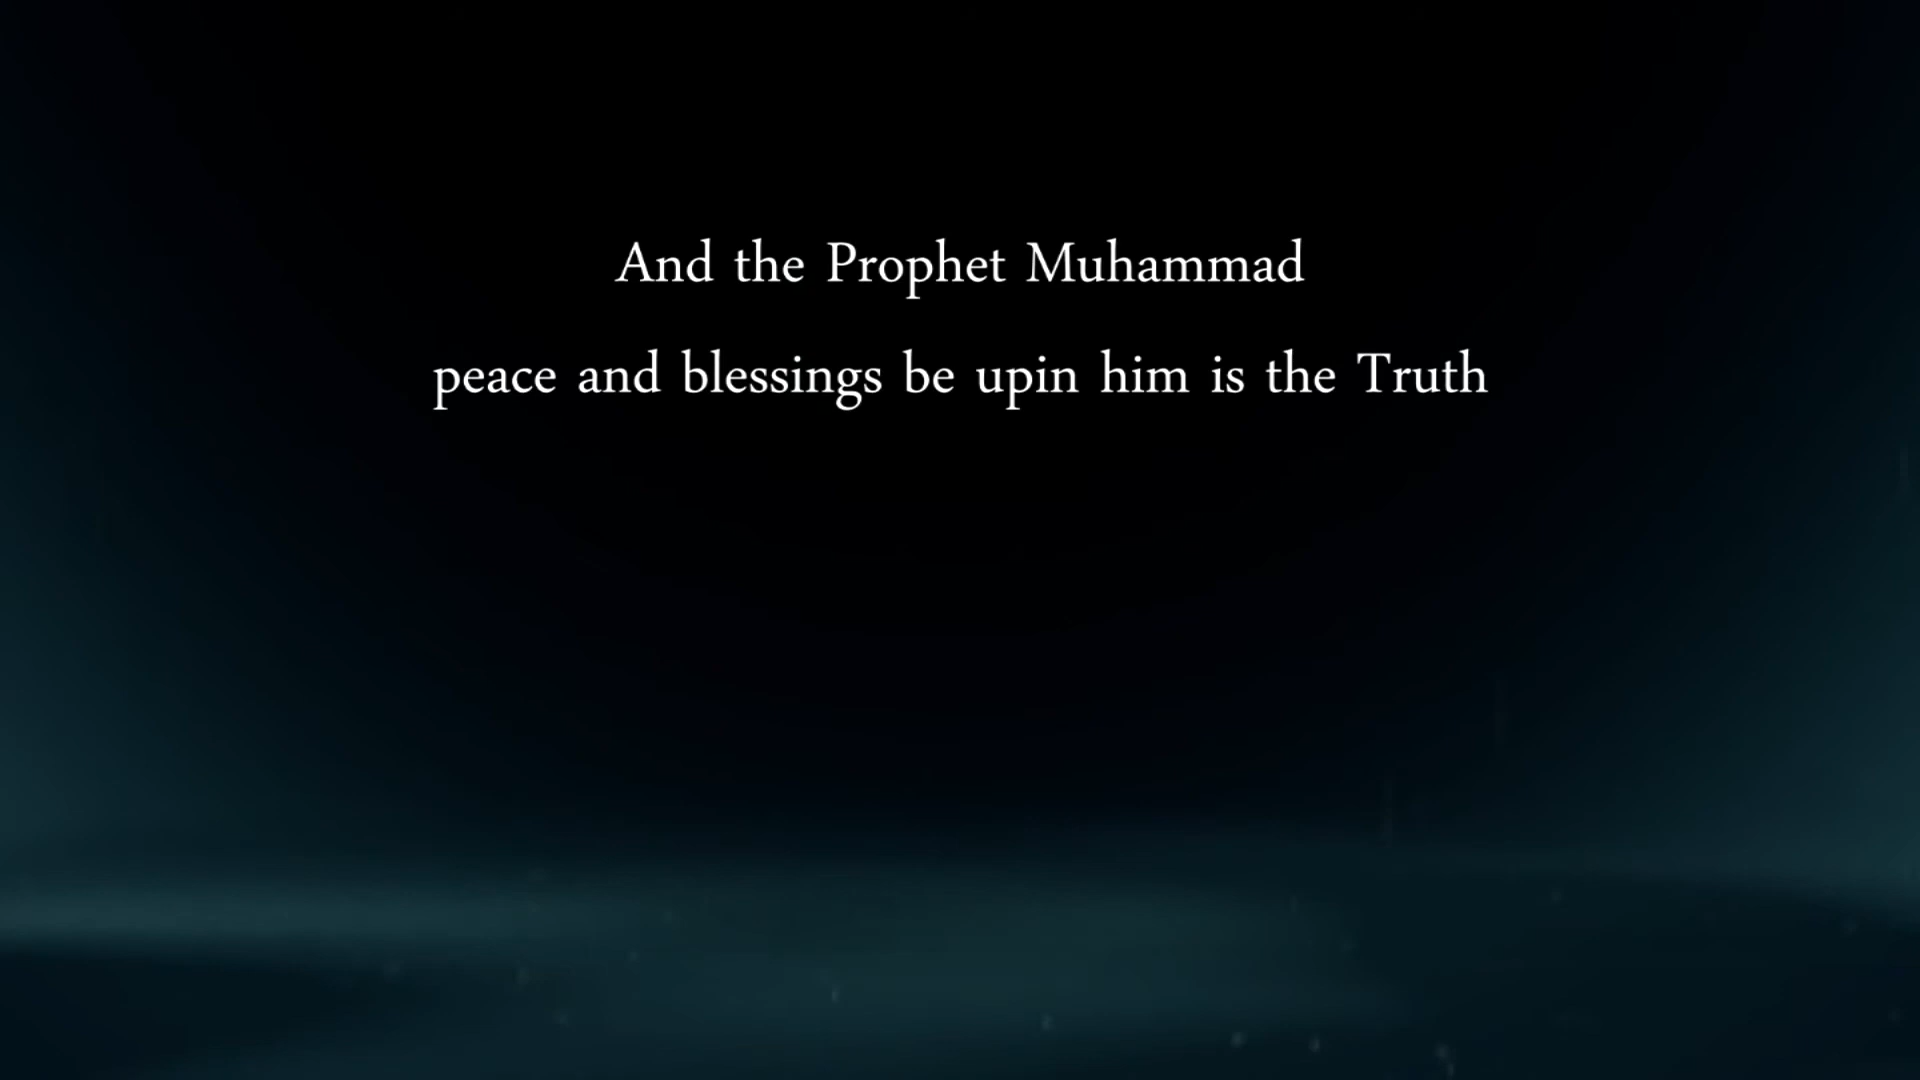 And the Prophet Muhammad
peace and blessings be upin him is the Truth